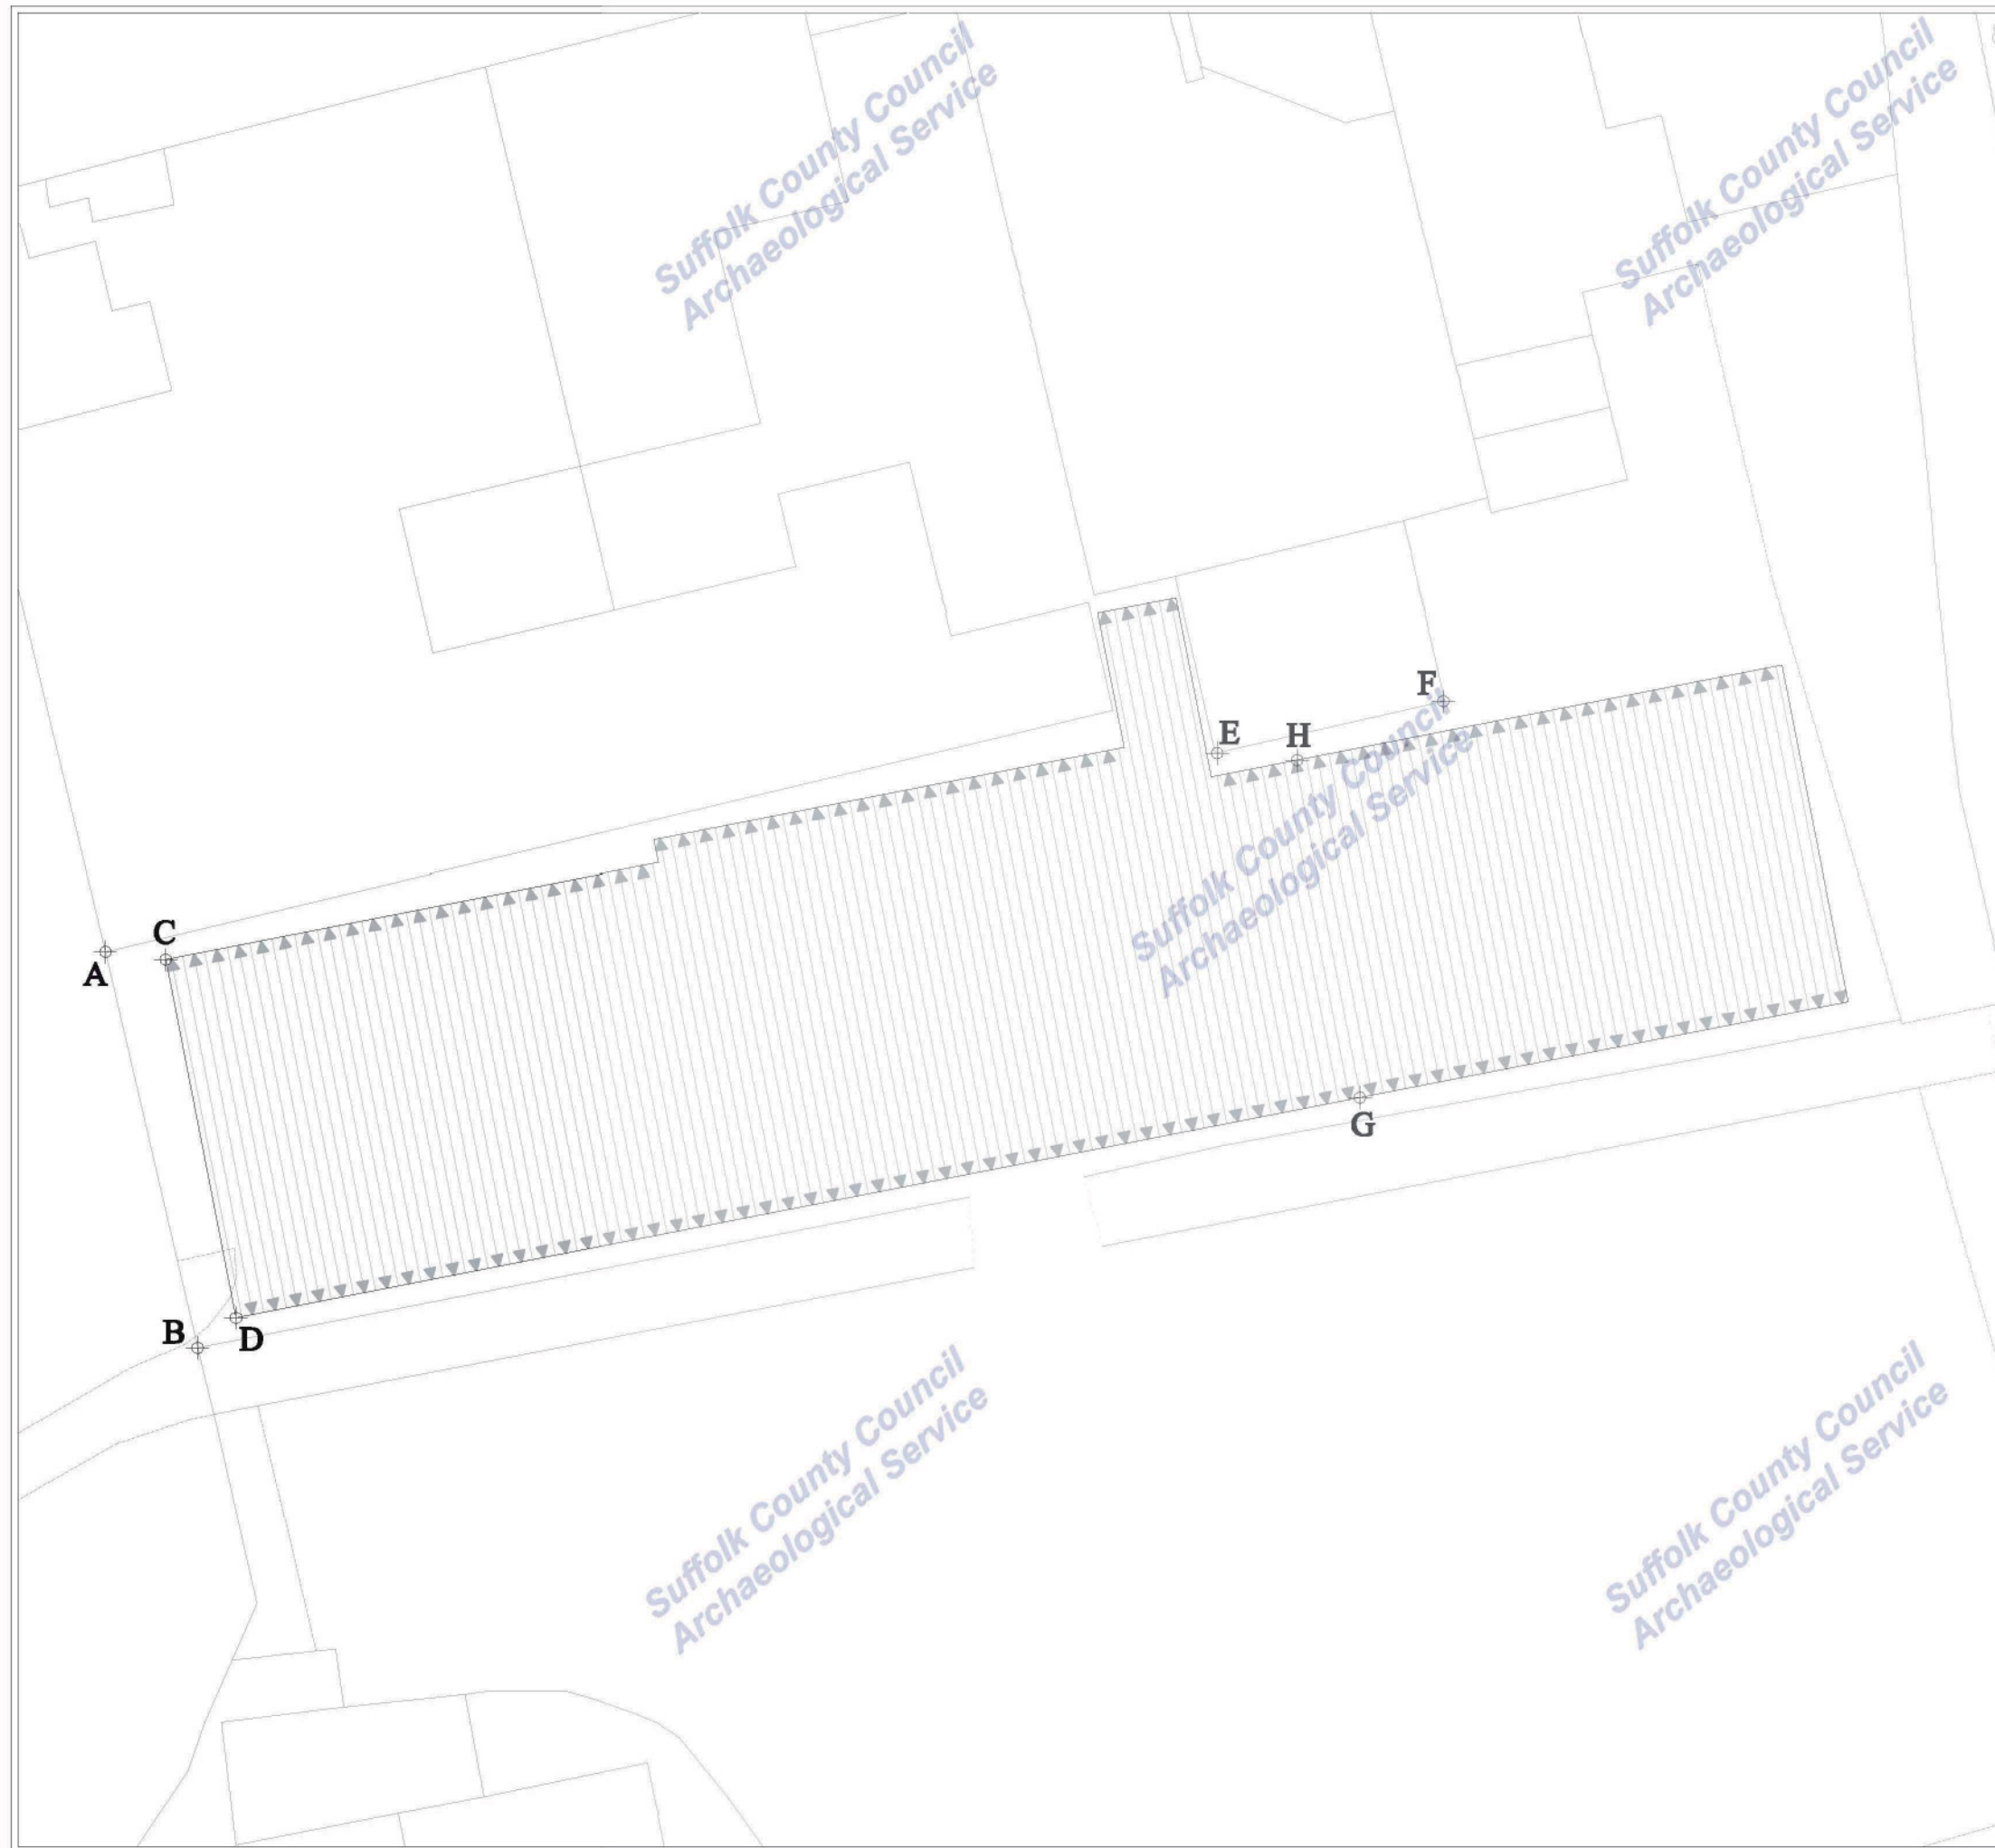 Suffolk County Council
Archaeological Service
Suffolk County Council
Archaeological Service
F
E
H
Suffolk County Council
Archaeological Service
C
A
G
B
D
Suffolk County Council
Archaeological Service
Suffolk County Council
Archaeological Service